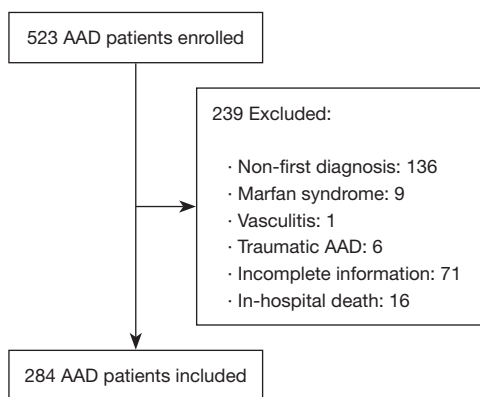 523 AAD patients enrolled
239 Excluded:
· Non-first diagnosis: 136
· Marfan syndrome: 9
· Vasculitis: 1
· Traumatic AAD: 6
· Incomplete information: 71
· In-hospital death: 16
284 AAD patients included